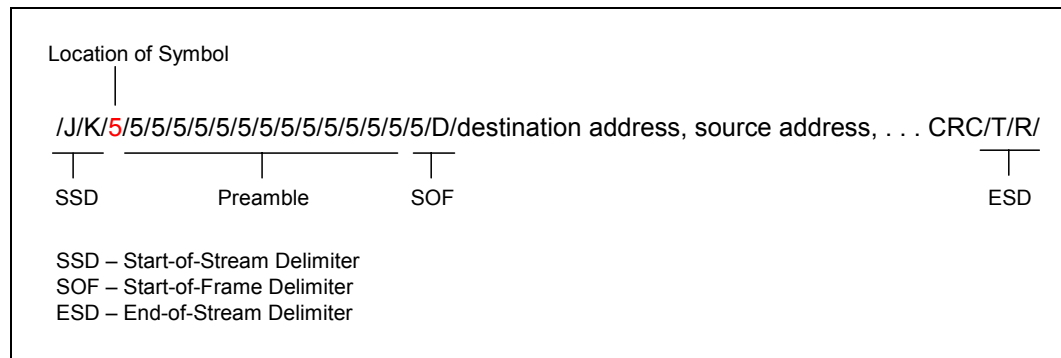 Location of Symbol
/J/K/5/5/5/5/5/5/5/5/5/5/5/5/5/5/5/D/destination address, source address, . . . CRC/T/R/
SSD Preamble SOF ESD
SSD – Start-of-Stream Delimiter
SOF – Start-of-Frame Delimiter
ESD – End-of-Stream Delimiter